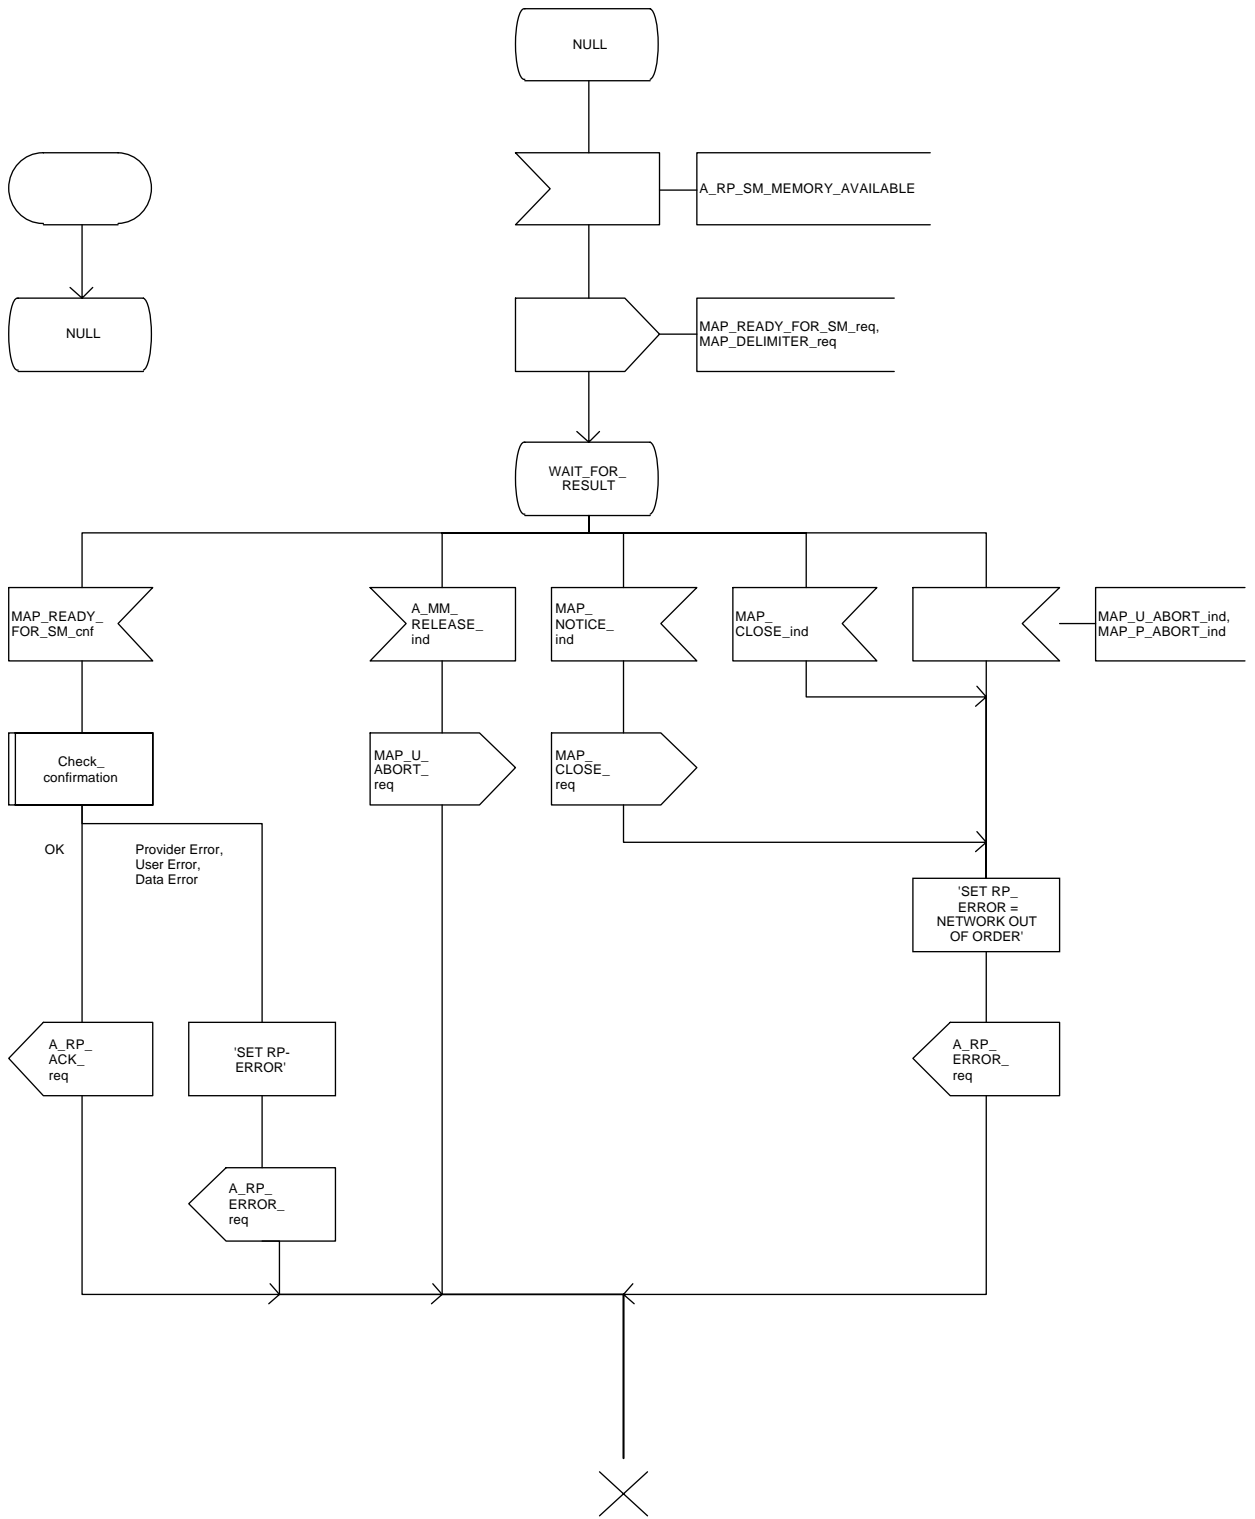 NULL
A_RP_SM_MEMORY_AVAILABLE
NULL
MAP_READY_FOR_SM_req,
MAP_DELIMITER_req
WAIT_FOR_
RESULT
MAP_READY_
FOR_SM_cnf
A_MM_
RELEASE_
ind
MAP_
NOTICE_
ind
MAP_
CLOSE_ind
MAP_U_ABORT_ind,
MAP_P_ABORT_ind
Check_
confirmation
MAP_U_
ABORT_
req
MAP_
CLOSE_
req
OK
Provider Error,
User Error,
Data Error
'SET RP_
ERROR =
NETWORK OUT
OF ORDER'
A_RP_
ACK_
req
'SET RP-
ERROR'
A_RP_
ERROR_
req
A_RP_
ERROR_
req